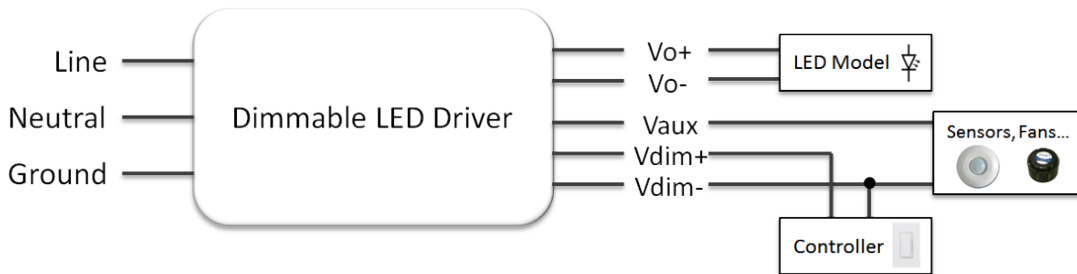 Line
Neutral
Ground
Dimmable LED Driver
Vo+
Vo-
Vaux
Vdim+
Vdim-
LED Model
Sensors, Fans...
Controller